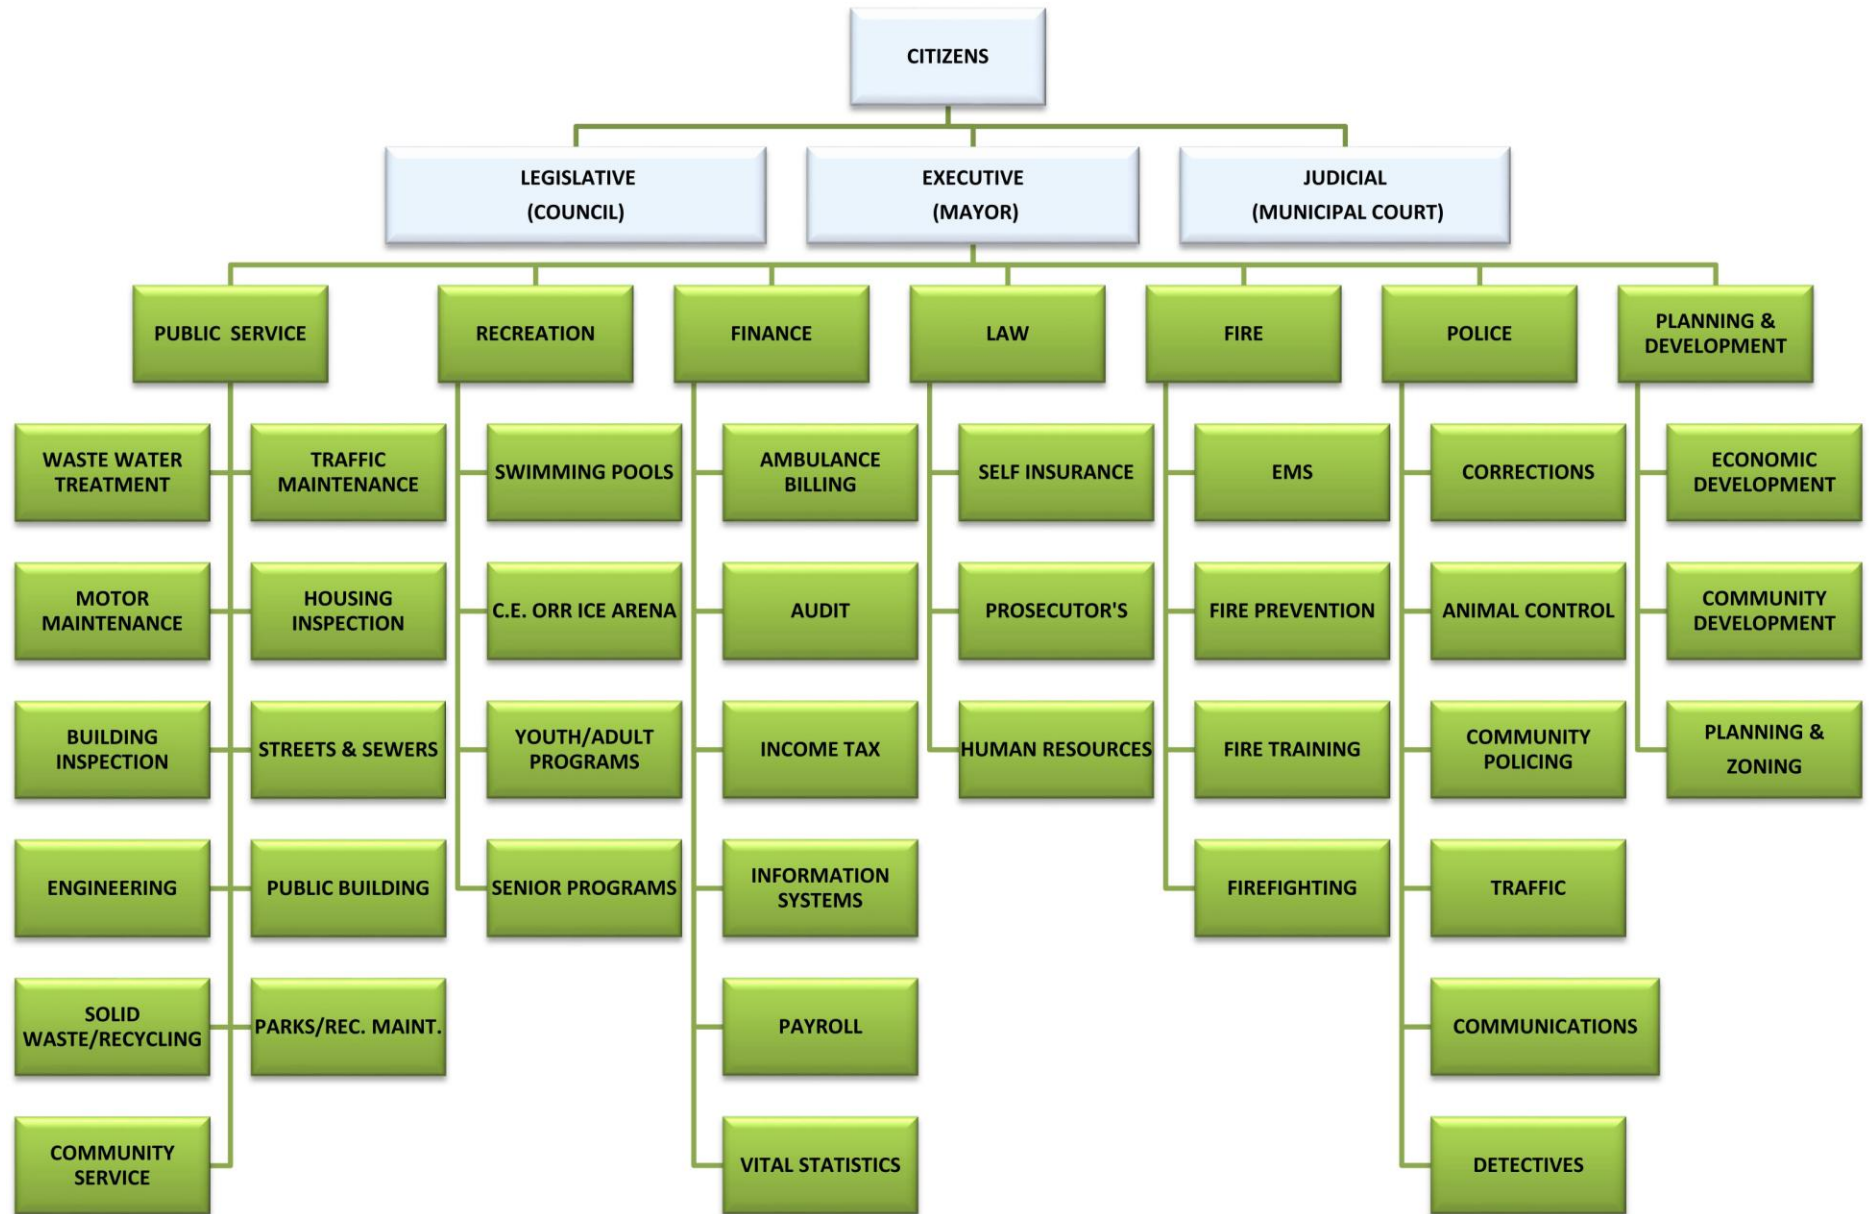 CITIZENS
LEGISLATIVE
(COUNCIL)
EXECUTIVE
(MAYOR)
JUDICIAL
(MUNICIPAL COURT)
PUBLIC SERVICE
RECREATION
FINANCE
LAW
FIRE
POLICE
PLANNING &
DEVELOPMENT
WASTE WATER
TREATMENT
TRAFFIC
MAINTENANCE
SWIMMING POOLS
AMBULANCE
BILLING
SELF INSURANCE
EMS
CORRECTIONS
ECONOMIC
DEVELOPMENT
MOTOR
MAINTENANCE
HOUSING
INSPECTION
C.E. ORR ICE ARENA
AUDIT
PROSECUTOR'S
FIRE PREVENTION
ANIMAL CONTROL
COMMUNITY
DEVELOPMENT
BUILDING
INSPECTION
STREETS & SEWERS
YOUTH/ADULT
PROGRAMS
INCOME TAX
HUMAN RESOURCES
FIRE TRAINING
COMMUNITY
POLICING
PLANNING &
ZONING
ENGINEERING
PUBLIC BUILDING
SENIOR PROGRAMS
INFORMATION
SYSTEMS
FIREFIGHTING
TRAFFIC
SOLID
WASTE/RECYCLING
PARKS/REC. MAINT.
PAYROLL
COMMUNICATIONS
COMMUNITY
SERVICE
VITAL STATISTICS
DETECTIVES